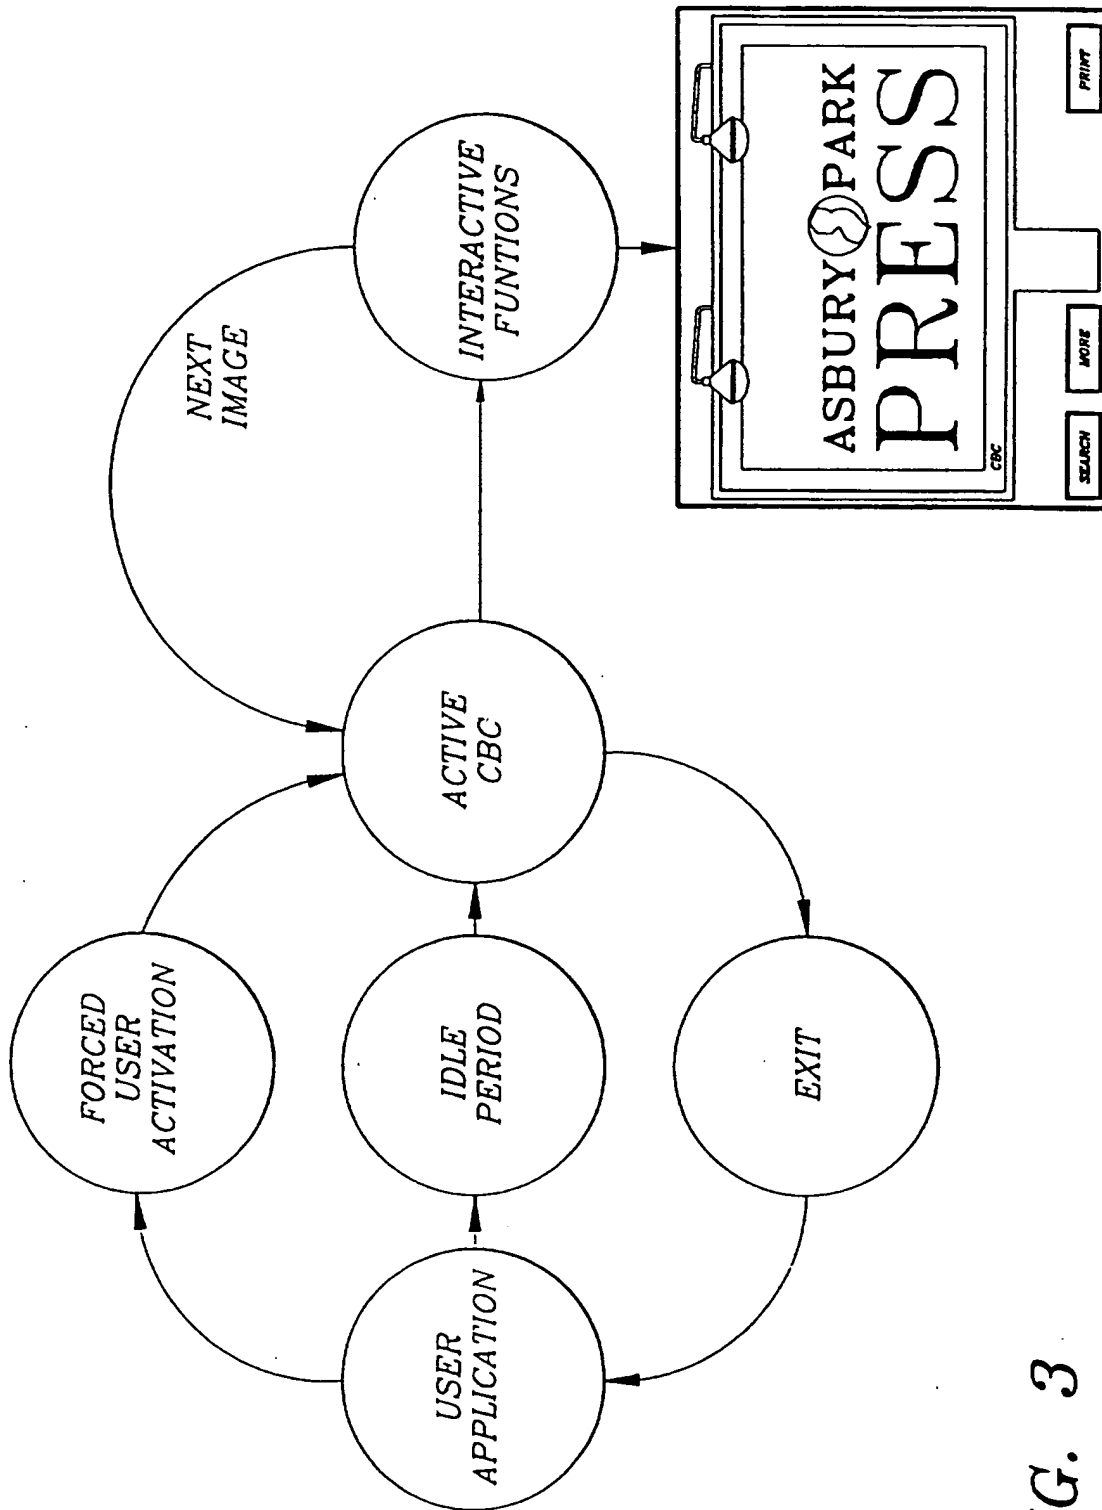 FORCED
USER
ACTIVATION
USER
APPLICATION
IDLE
PERIOD
ACTIVE
CBC
NEXT
IMAGE
INTERACTIVE
FUNTIONS
EXIT
ASBURY PARK
PRESS
CBC
SEARCH
MORE
PRINT
G. 3